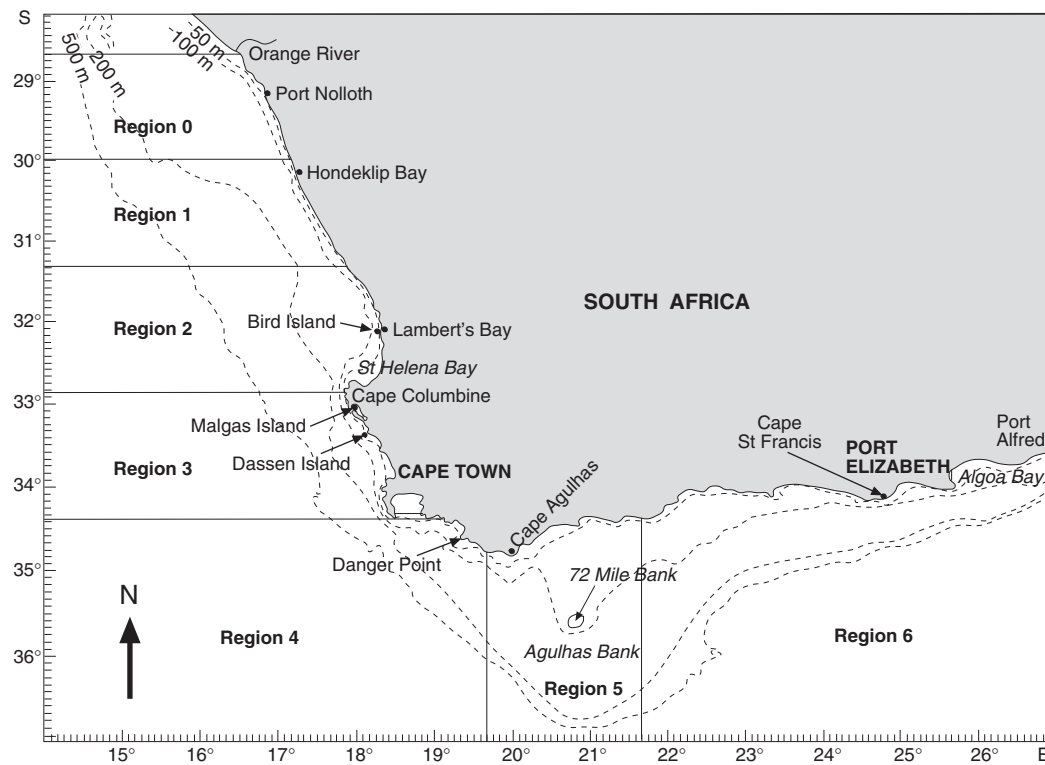 S
50 m
100 m
200 m
500 m
Orange River
29°
Port Nolloth
Region 0
30°
Hondeklip Bay
Region 1
31°
SOUTH AFRICA
Bird Island
Lambert's Bay
32°
Region 2
St Helena Bay
Cape Columbine
33°
Malgas Island
Cape
St Francis
Port
Alfred
PORT
ELIZABETH
Dassen Island
Region 3
CAPE TOWN
Algoa Bay
34°
Cape Agulhas
Danger Point
35°
72 Mile Bank
N
Region 4
Agulhas Bank
Region 6
36°
Region 5
15°
16°
17°
18°
19°
20°
21°
22°
23°
24°
25°
26°
E